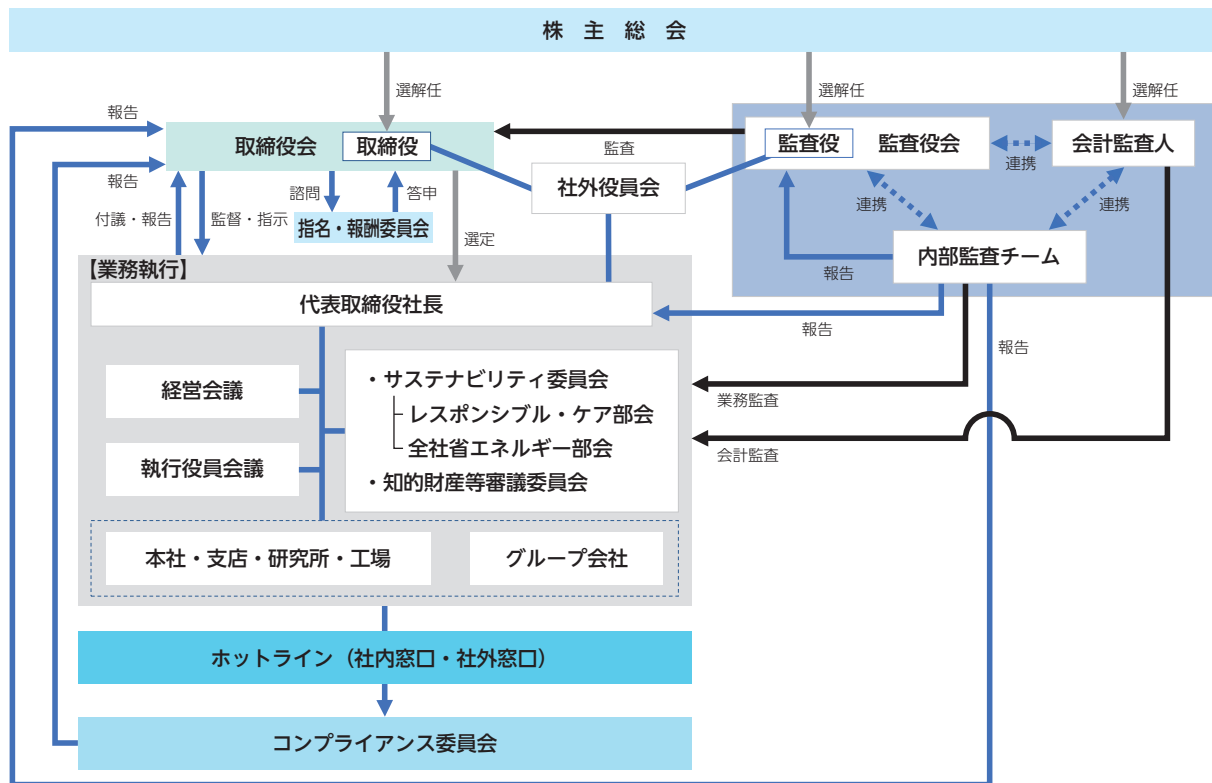 株主総会
選解任
選解任
選解任
報告
報告
取締役会
取締役
監査
監査役
監査役会
連携
会計監査人
社外役員会
付議・報告
監督・指示
諮問
答申
指名・報酬委員会
選定
連携
連携
内部監査チーム
報告
【業務執行】
代表取締役社長
報告
報告
経営会議
執行役員会議
・サステナビリティ委員会
レスポンシブル・ケア部会
全社省エネルギー部会
・知的財産等審議委員会
業務監査
会計監査
本社・支店・研究所・工場
グループ会社
ホットライン（社内窓口・社外窓口）
コンプライアンス委員会